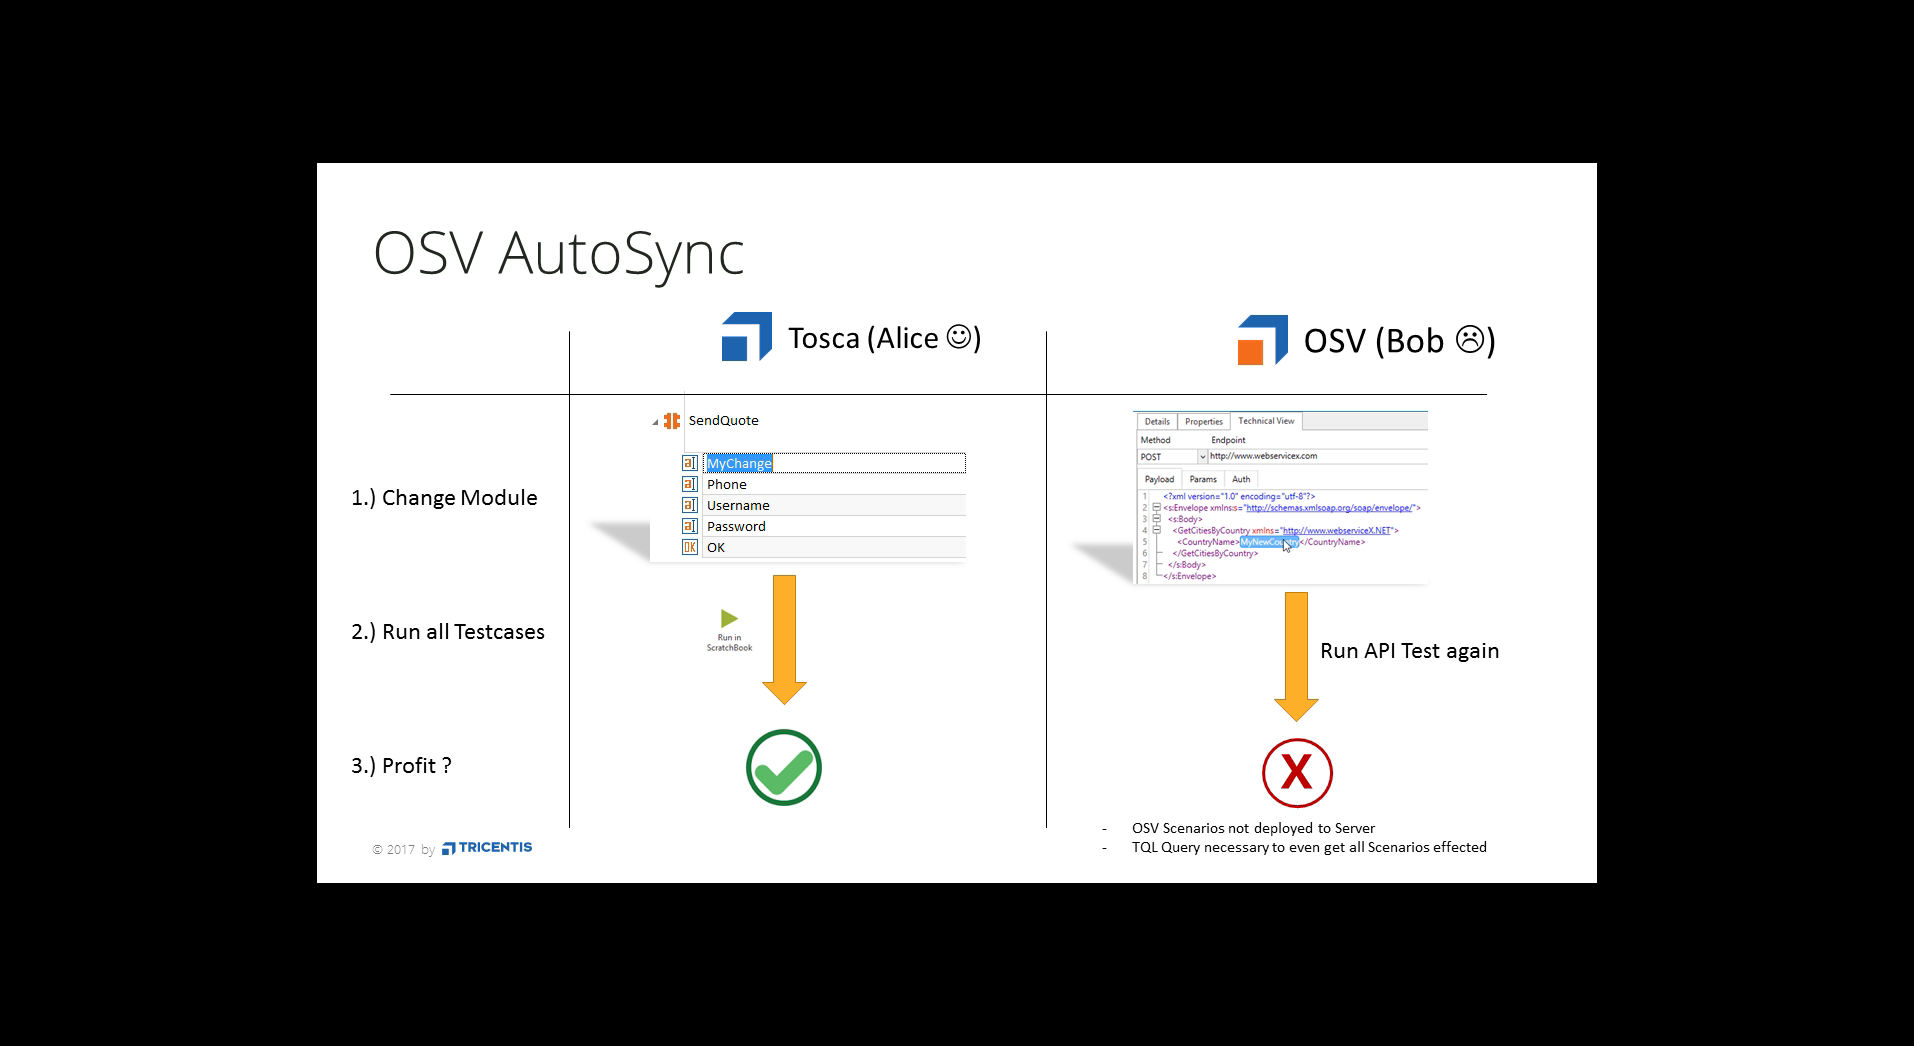 OSV AutoSync
Tosca (Alice ☺)
OSV (Bob ☹)
1.) Change Module
SendQuote
MyChange
Phone
Username
Password
OK
Details Properties Technical View
Method Endpoint
POST http://www.webservicex.com
Payload Params Auth
1 <?xml version="1.0" encoding="utf-8"?>
2 <s:Envelope xmlns:s="http://schemas.xmlsoap.org/soap/envelope/">
3 <s:Body>
4 <GetCitiesByCountry xmlns="http://www.webserviceX.NET">
5 <CountryName>MyNewCountry</CountryName>
6 </GetCitiesByCountry>
7 </s:Body>
8 </s:Envelope>
2.) Run all Testcases
Run in
ScratchBook
Run API Test again
3.) Profit ?
X
- OSV Scenarios not deployed to Server
- TQL Query necessary to even get all Scenarios effected
© 2017 by TRICENTIS